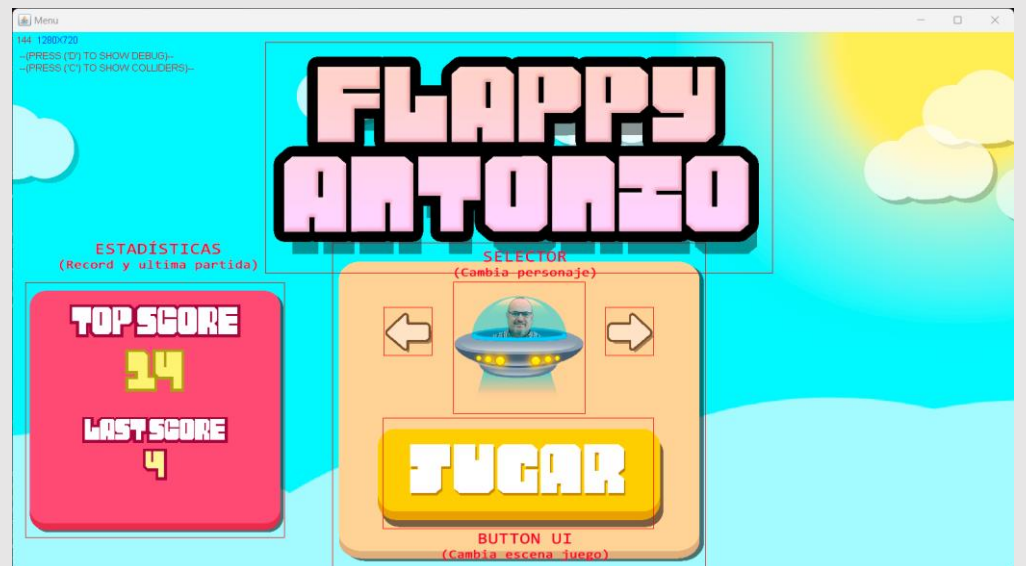 Menu
144 1280X720
--(PRESS ('D') TO SHOW DEBUG)--
--(PRESS ('C') TO SHOW COLLIDERS)--
FLAPPY
ANTONIO
ESTADÍSTICAS
(Record y ultima partida)
TOP SCORE
14
LAST SCORE
4
SELECTOR
(Cambia personaje)
JUGAR
BUTTON UI
(Cambia escena juego)